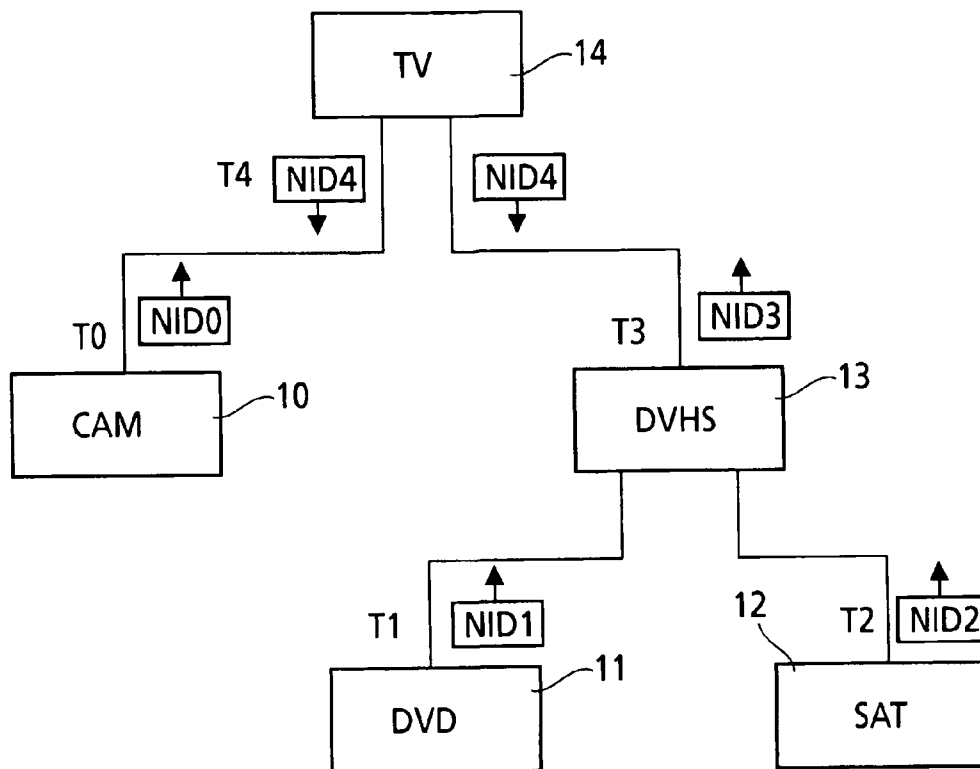 TV
14
T4
NID4
NID4
NID0
NID3
T0
T3
CAM
10
DVHS
13
T1
NID1
12
T2
NID2
DVD
11
SAT